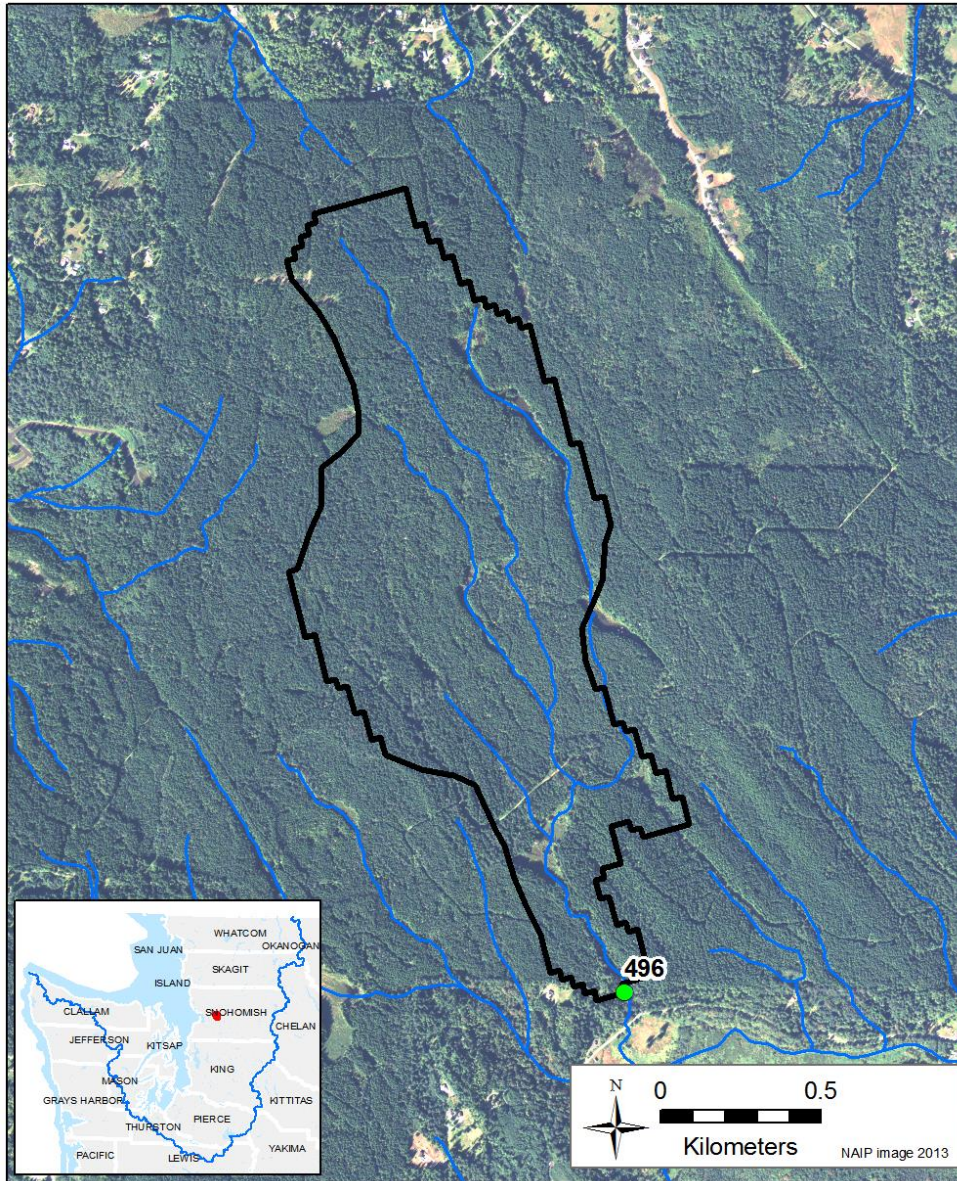 496
WHATCOM
SAN JUAN
OKANOGAN
SKAGIT
ISLAND
CLALLAM
SNOHOMISH
CHELAN
JEFFERSON
KITSAP
MASON
KING
GRAYS HARBOR
KITTITAS
PIERCE
THURSTON
PACIFIC
LEWIS
YAKIMA
N
0 0.5
Kilometers
NAIP image 2013